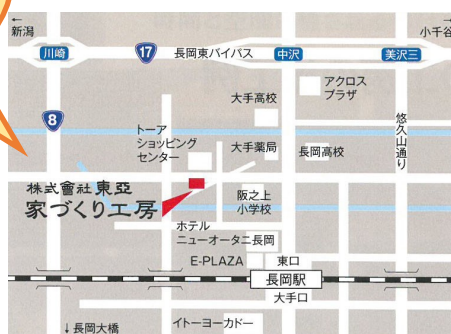 ←
新潟
→
小千谷
川崎
17
長岡東バイパス
中沢
美沢三
アクロス
プラザ
大手高校
8
トーア
ショッピング
センター
大手薬局
長岡高校
悠久山通り
株式會社東亞
家づくり工房
阪之上
小学校
ホテル
ニューオータニ長岡
E-PLAZA
東口
長岡駅
大手口
↓長岡大橋
イトーヨーカドー